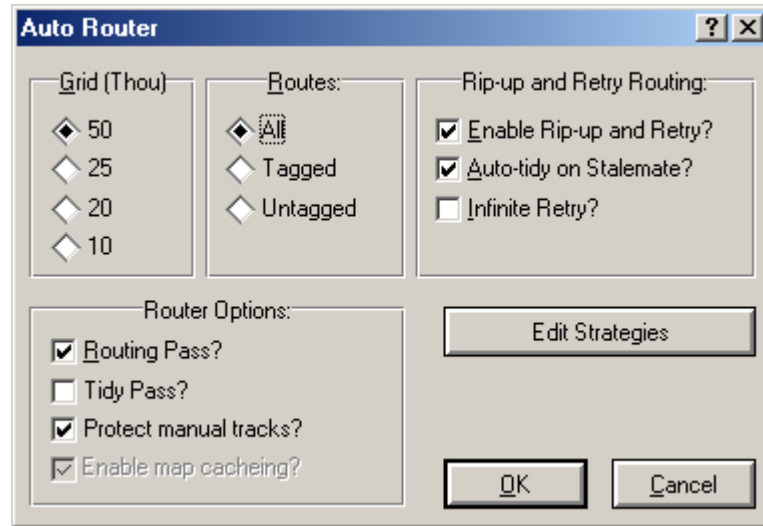 Auto Router
Grid (Thou)
50
25
20
10
Routes:
All
Tagged
Untagged
Rip-up and Retry Routing:
Enable Rip-up and Retry?
Auto-tidy on Stalemate?
Infinite Retry?
Router Options:
Routing Pass?
Tidy Pass?
Protect manual tracks?
Enable map cacheing?
Edit Strategies
OK
Cancel